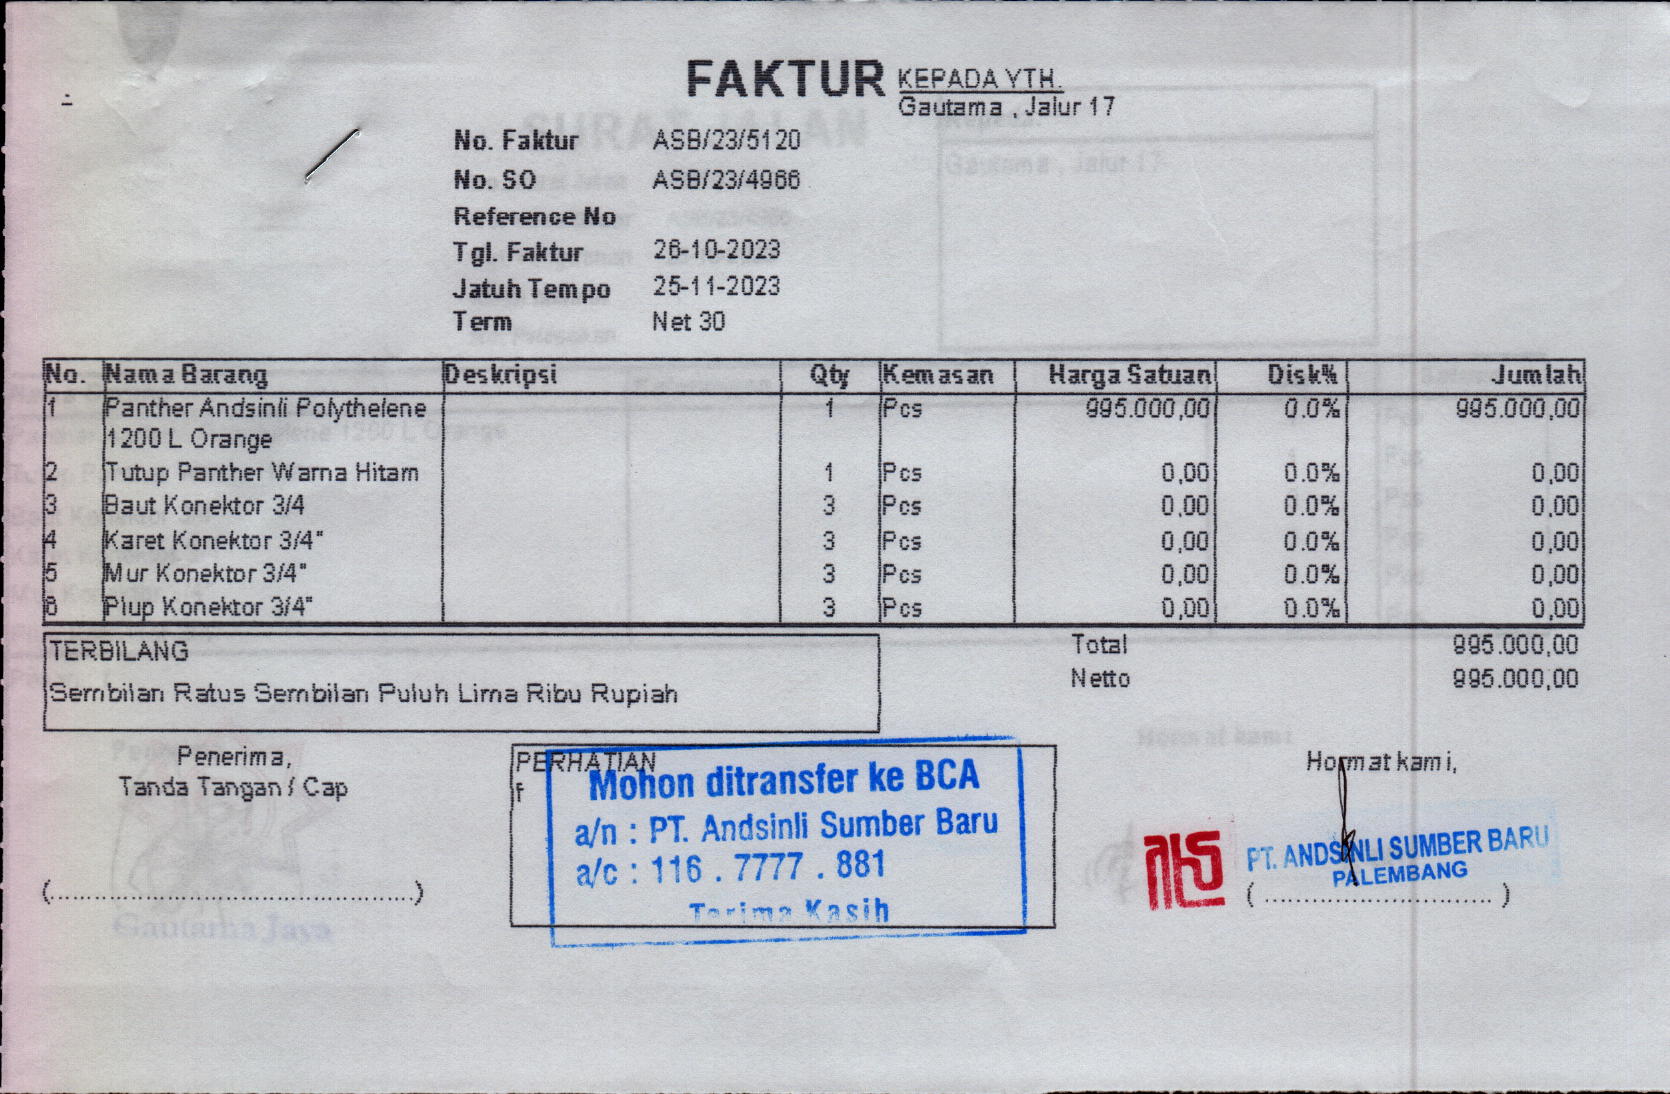 FAKTUR
KEPADA YTH.
Gautama , Jalur 17
No. Faktur ASB/23/5120
No. SO ASB/23/4966
Reference No
Tgl. Faktur 26-10-2023
Jatuh Tempo 25-11-2023
Term Net 30
No. Nama Barang Deskripsi Qty Kemasan Harga Satuan Disk% Jumlah
1 Panther Andsinli Polythelene 1 Pcs 995.000,00 0.0% 995.000,00
1200 L Orange
2 Tutup Panther Warna Hitam 1 Pcs 0,00 0.0% 0,00
3 Baut Konektor 3/4 3 Pcs 0,00 0.0% 0,00
4 Karet Konektor 3/4" 3 Pcs 0,00 0.0% 0,00
5 Mur Konektor 3/4" 3 Pcs 0,00 0.0% 0,00
6 Plup Konektor 3/4" 3 Pcs 0,00 0.0% 0,00
TERBILANG
Sembilan Ratus Sembilan Puluh Lima Ribu Rupiah
Total 995.000,00
Netto 995.000,00
Penerima,
Tanda Tangan / Cap
(..........................................)
Gautama Jaya
PERHATIAN
f
Mohon ditransfer ke BCA
a/n : PT. Andsinli Sumber Baru
a/c : 116 . 7777 . 881
Terima Kasih
Hormat kami,
PT. ANDSINLI SUMBER BARU
PALEMBANG
( ............................... )